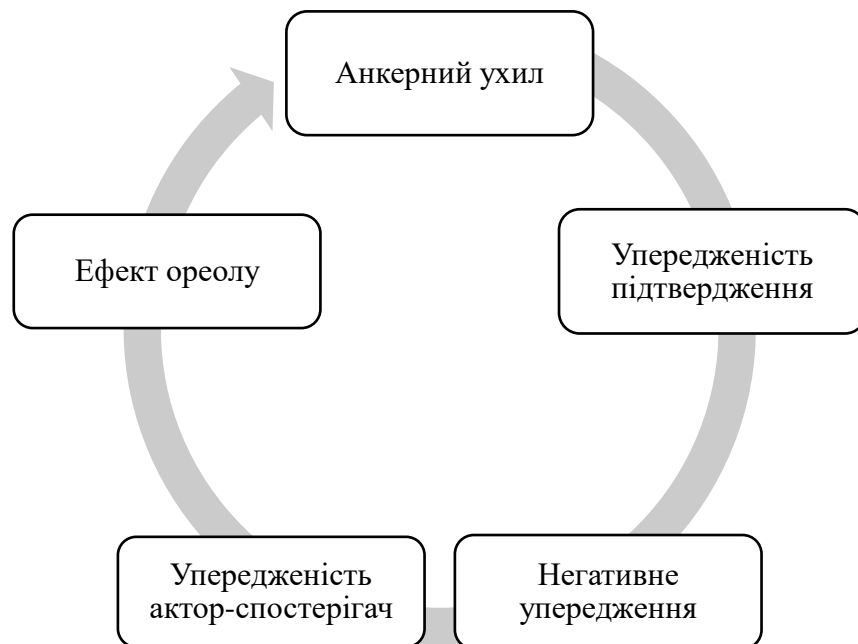 Анкерний ухил
Упередженість
підтвердження
Негативне
упередження
Упередженість
актор-спостерігач
Ефект ореолу